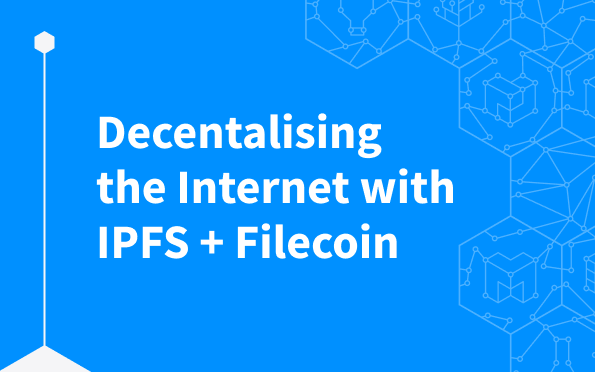 Decentalising
the Internet with
IPFS + Filecoin